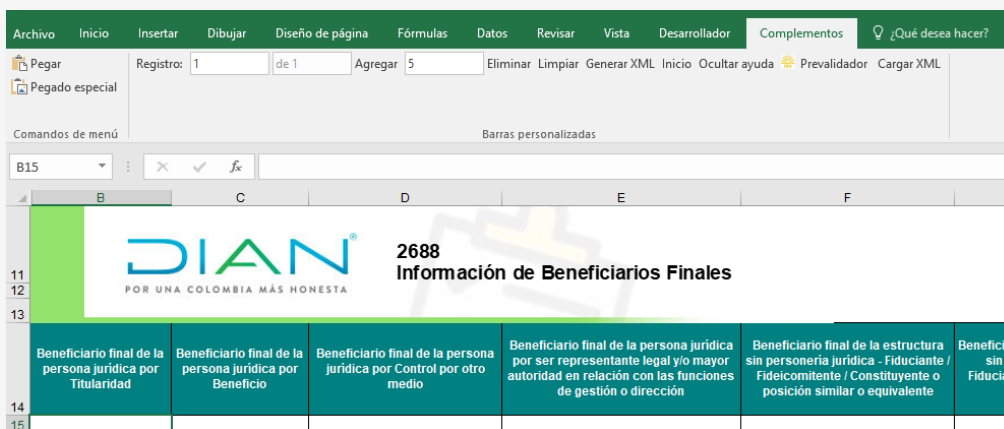 Archivo Inicio Insertar Dibujar Diseño de página Fórmulas Datos Revisar Vista Desarrollador Complementos ¿Qué desea hacer?
Pegar Registro: 1 de 1 Agregar 5 Eliminar Limpiar Generar XML Inicio Ocultar ayuda Prevalidador Cargar XML
Pegado especial
Comandos de menú Barras personalizadas
B15 fx
B C D E F
DIAN®
POR UNA COLOMBIA MÁS HONESTA
2688
Información de Beneficiarios Finales
11
12
13
Beneficiario final de la
persona jurídica por
Titularidad
Beneficiario final de la
persona jurídica por
Beneficio
Beneficiario final de la persona
jurídica por Control por otro
medio
Beneficiario final de la persona jurídica
por ser representante legal y/o mayor
autoridad en relación con las funciones
de gestión o dirección
Beneficiario final de la estructura
sin personería jurídica - Fiduciante /
Fideicomitente / Constituyente o
posición similar o equivalente
Benefici
sin
Fiducia
14
15